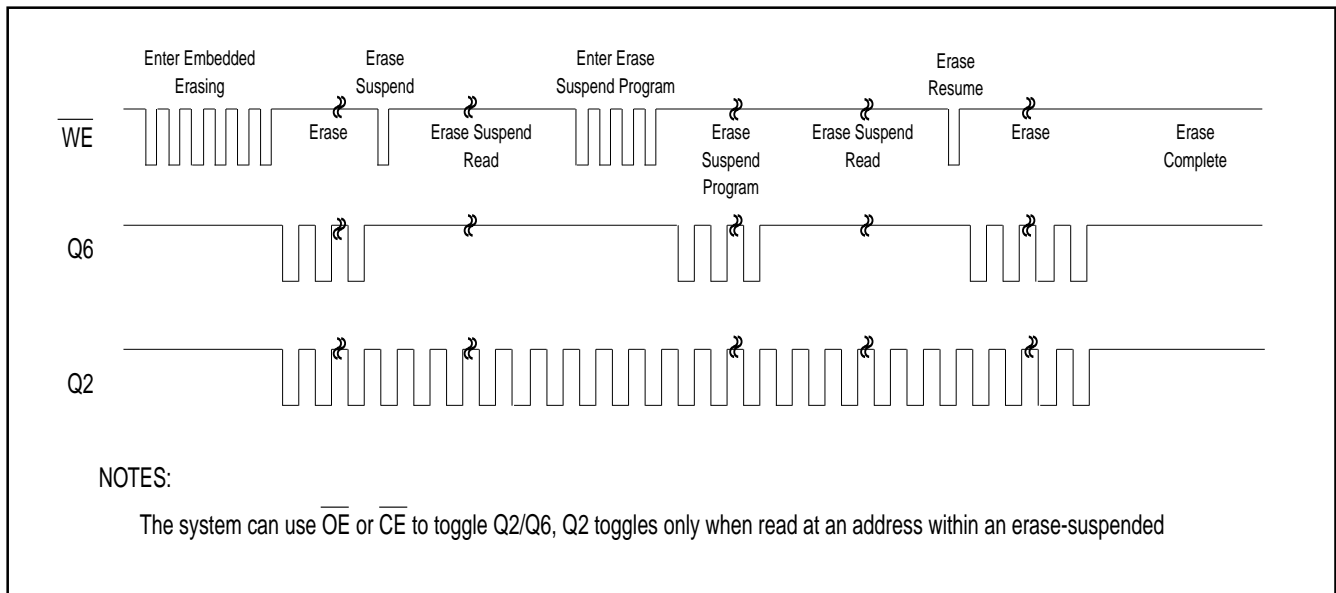 Enter Embedded
Erasing
Erase
Suspend
Enter Erase
Suspend Program
Erase
Resume
WE
Erase
Erase Suspend
Read
Erase
Suspend
Program
Erase Suspend
Read
Erase
Erase
Complete
Q6
Q2
NOTES:
The system can use OE or CE to toggle Q2/Q6, Q2 toggles only when read at an address within an erase-suspended